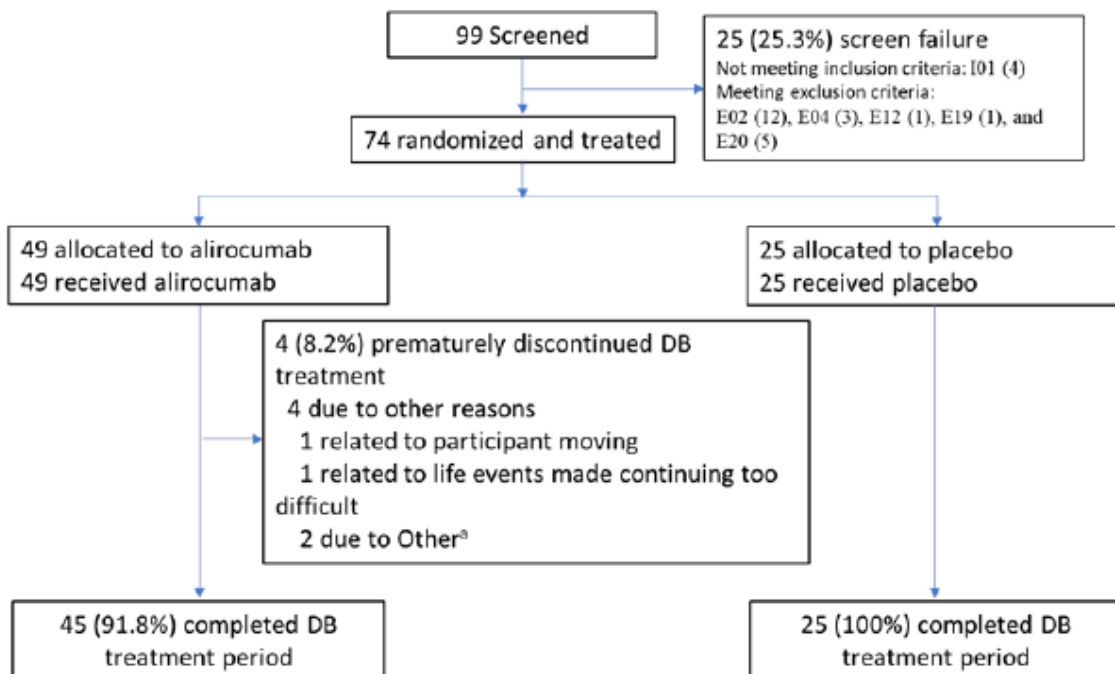 99 Screened
25 (25.3%) screen failure
Not meeting inclusion criteria: I01 (4)
Meeting exclusion criteria:
E02 (12), E04 (3), E12 (1), E19 (1), and
E20 (5)
74 randomized and treated
49 allocated to alirocumab
49 received alirocumab
25 allocated to placebo
25 received placebo
4 (8.2%) prematurely discontinued DB
treatment
4 due to other reasons
1 related to participant moving
1 related to life events made continuing too
difficult
2 due to Otherᵃ
45 (91.8%) completed DB
treatment period
25 (100%) completed DB
treatment period